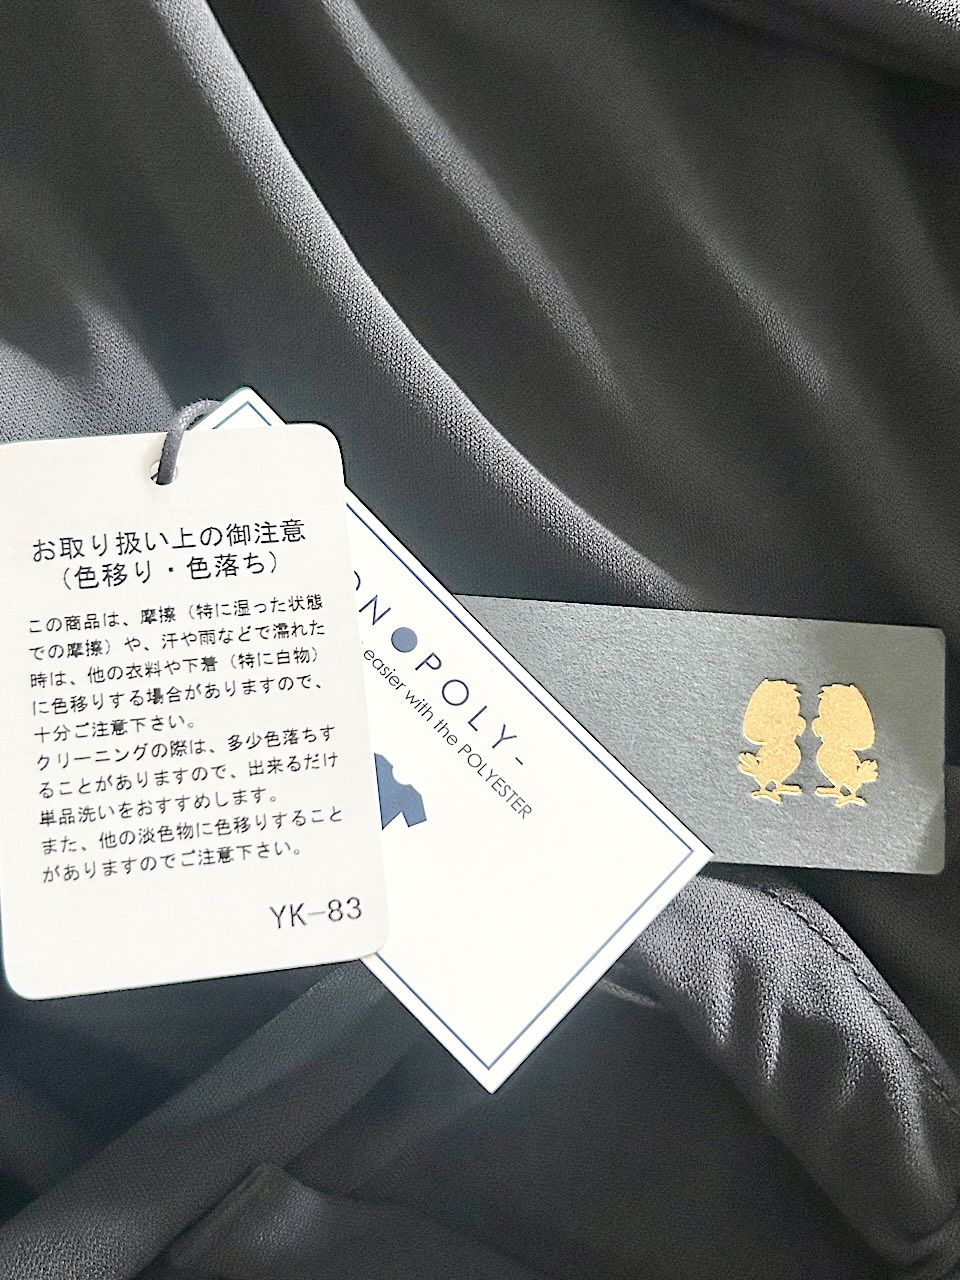 お取り扱い上の御注意
(色移り・色落ち)
この商品は、摩擦(特に湿った状態
での摩擦)や、汗や雨などで濡れた
時は、他の衣料や下着(特に白物)
に色移りする場合がありますので、
十分ご注意下さい。
クリーニングの際は、多少色落ちす
ることがありますので、出来るだけ
単品洗いをおすすめします。
また、他の淡色物に色移りすること
がありますのでご注意下さい。
YK-83
N●POLY-
easier with the POLYESTER